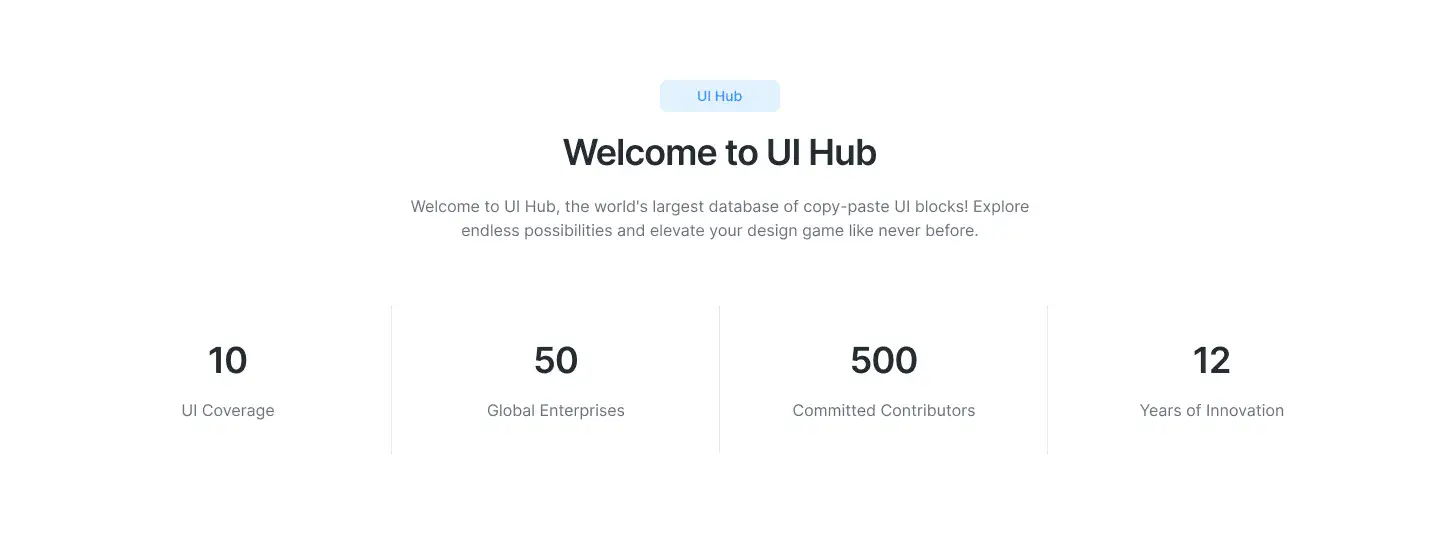 UI Hub
Welcome to UI Hub
Welcome to UI Hub, the world's largest database of copy-paste UI blocks! Explore
endless possibilities and elevate your design game like never before.
10
UI Coverage
50
Global Enterprises
500
Committed Contributors
12
Years of Innovation